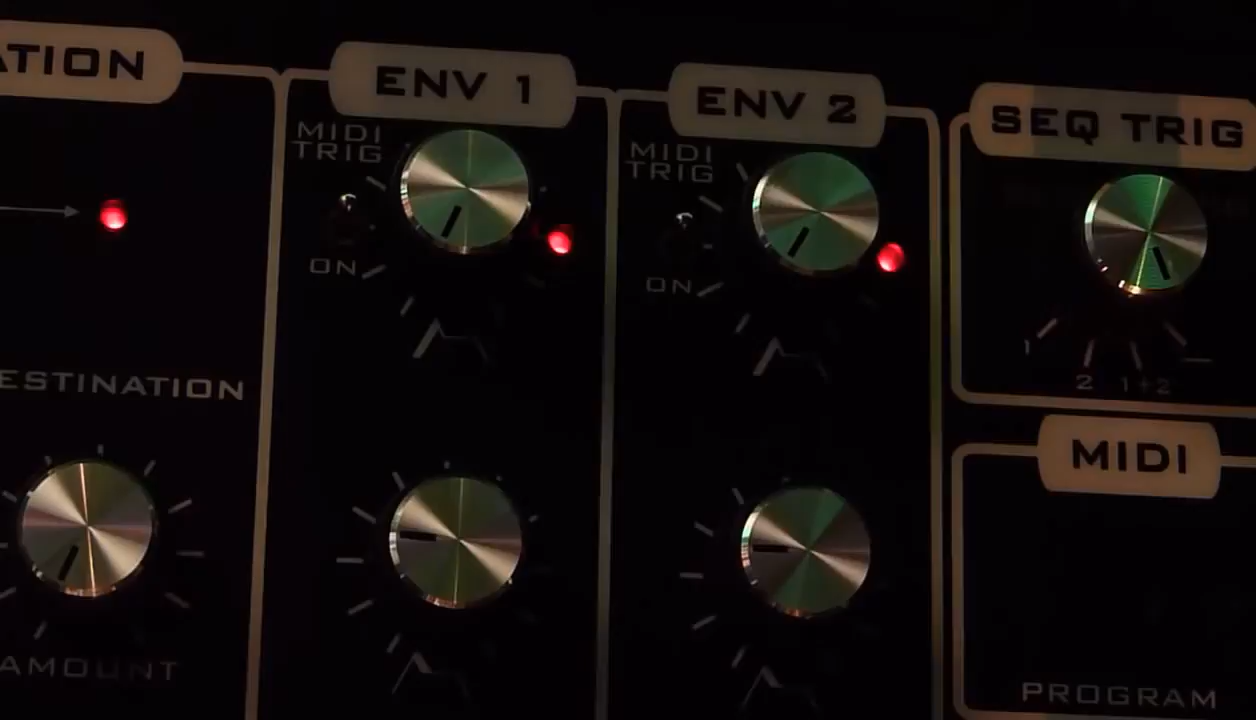 ATION
ENV 1
ENV 2
SEQ TRIG
MIDI
TRIG
ON
MIDI
TRIG
ON
1
2
1+2
ESTINATION
MIDI
AMOUNT
PROGRAM